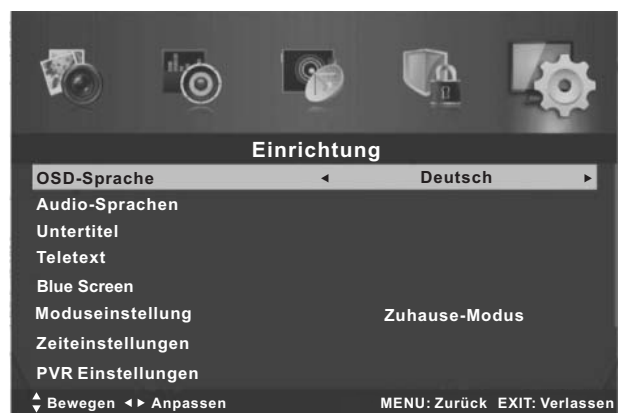 Einrichtung
OSD-Sprache Deutsch
Audio-Sprachen
Untertitel
Teletext
Blue Screen
Moduseinstellung Zuhause-Modus
Zeiteinstellungen
PVR Einstellungen
Bewegen Anpassen MENU: Zurück EXIT: Verlassen